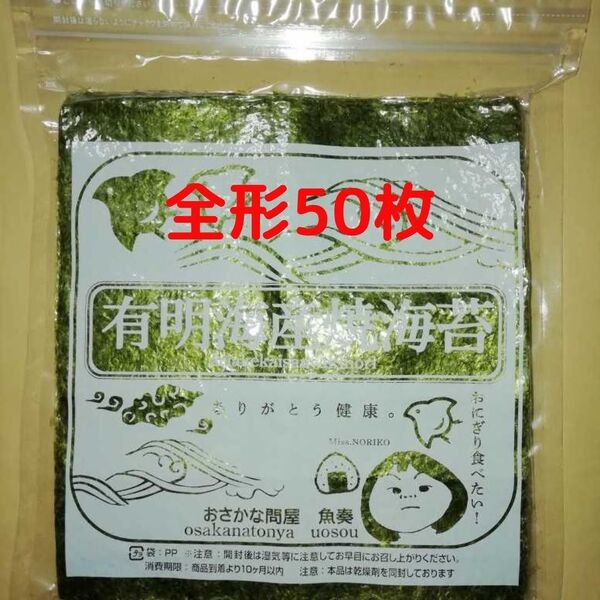 全形50枚
有明海産焼海苔
ありがとう健康。
おにぎり食べたい!
Miss.NORIKO
おさかな問屋 魚奏
osakanatonya uosou
袋:PP ※注意:開封後は湿気等に注意してお早目にお召し上がりください。
消費期限:商品到着より10ヶ月以内 注意:本品は乾燥剤を同封しております